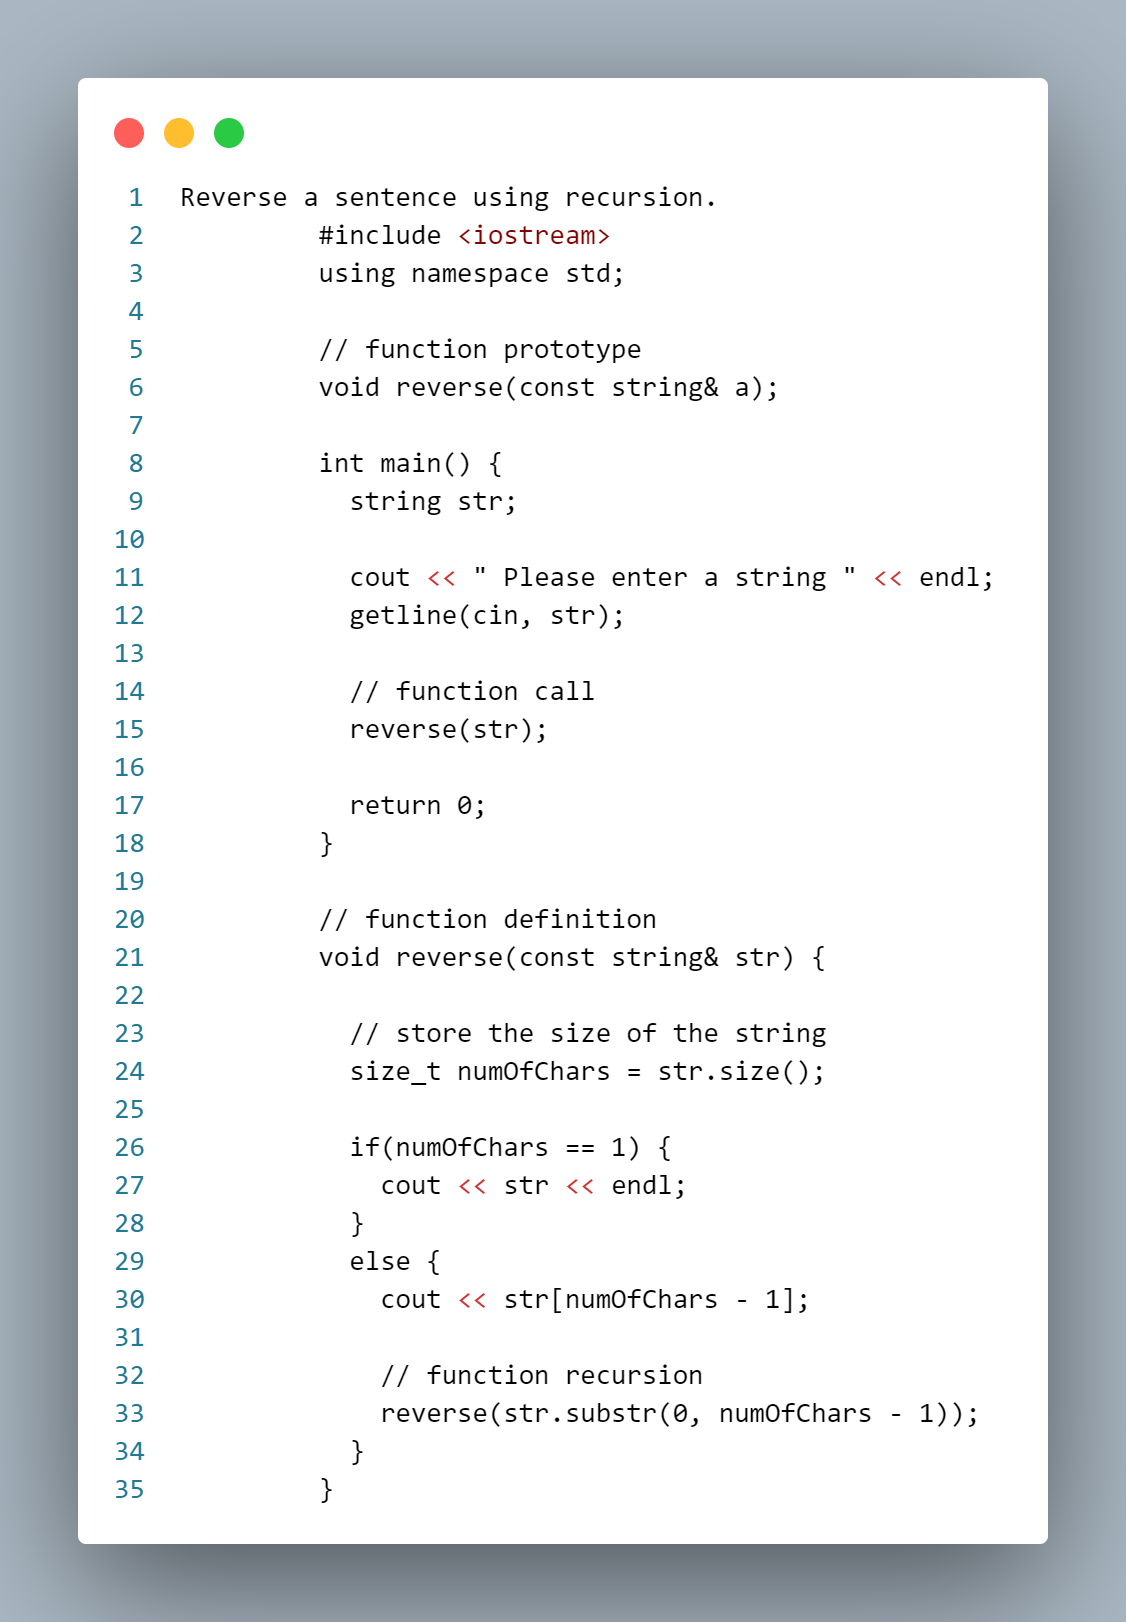 1 Reverse a sentence using recursion.
2 #include <iostream>
3 using namespace std;
4
5 // function prototype
6 void reverse(const string& a);
7
8 int main() {
9 string str;
10
11 cout << " Please enter a string " << endl;
12 getline(cin, str);
13
14 // function call
15 reverse(str);
16
17 return 0;
18 }
19
20 // function definition
21 void reverse(const string& str) {
22
23 // store the size of the string
24 size_t numOfChars = str.size();
25
26 if(numOfChars == 1) {
27 cout << str << endl;
28 }
29 else {
30 cout << str[numOfChars - 1];
31
32 // function recursion
33 reverse(str.substr(0, numOfChars - 1));
34 }
35 }